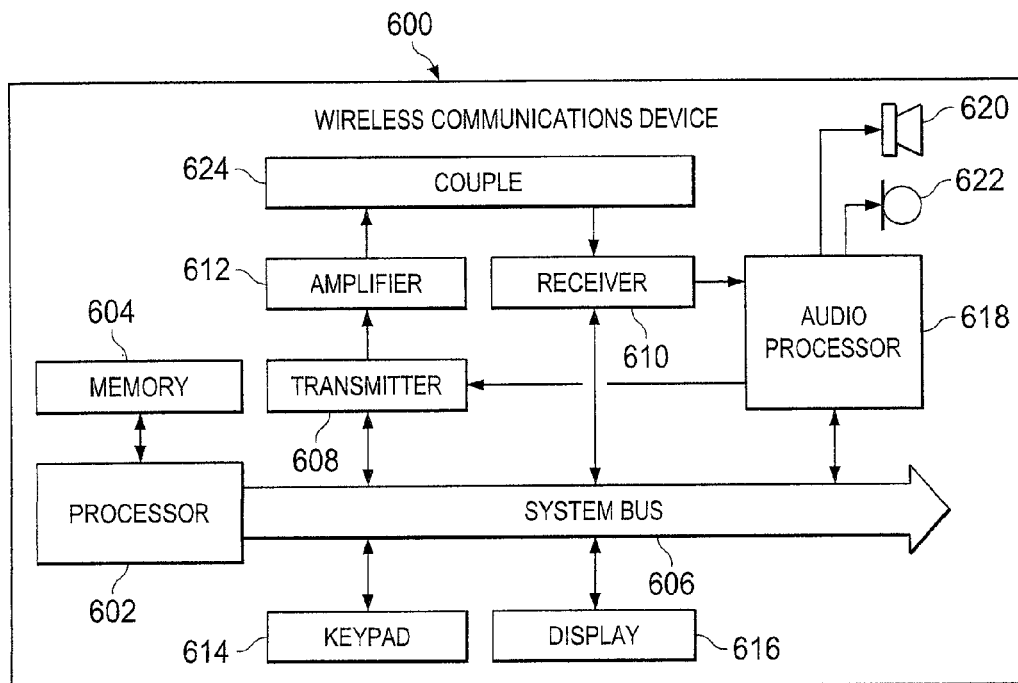 600
WIRELESS COMMUNICATIONS DEVICE
620
624
COUPLE
622
612
AMPLIFIER
RECEIVER
604
610
AUDIO
PROCESSOR
618
MEMORY
TRANSMITTER
608
PROCESSOR
SYSTEM BUS
602
606
614
KEYPAD
DISPLAY
616